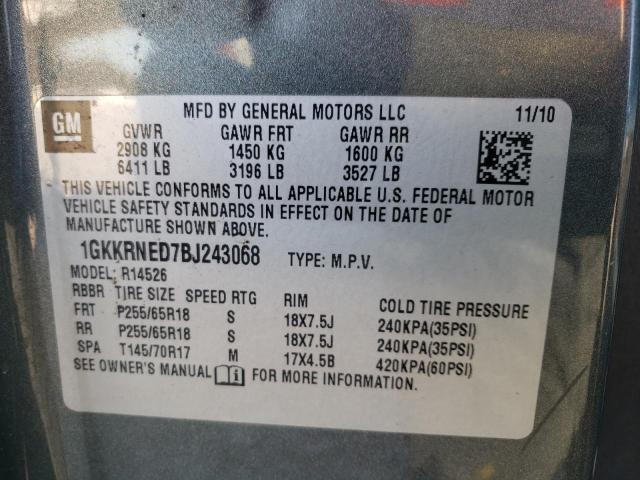 GM
MFD BY GENERAL MOTORS LLC 11/10
GVWR GAWR FRT GAWR RR
2908 KG 1450 KG 1600 KG
6411 LB 3196 LB 3527 LB
THIS VEHICLE CONFORMS TO ALL APPLICABLE U.S. FEDERAL MOTOR
VEHICLE SAFETY STANDARDS IN EFFECT ON THE DATE OF
MANUFACTURE SHOWN ABOVE.
1GKKRNED7BJ243068 TYPE: M.P.V.
MODEL: R14526
RBBR TIRE SIZE SPEED RTG RIM COLD TIRE PRESSURE
FRT P255/65R18 S 18X7.5J 240KPA(35PSI)
RR P255/65R18 S 18X7.5J 240KPA(35PSI)
SPA T145/70R17 M 17X4.5B 420KPA(60PSI)
SEE OWNER'S MANUAL FOR MORE INFORMATION.